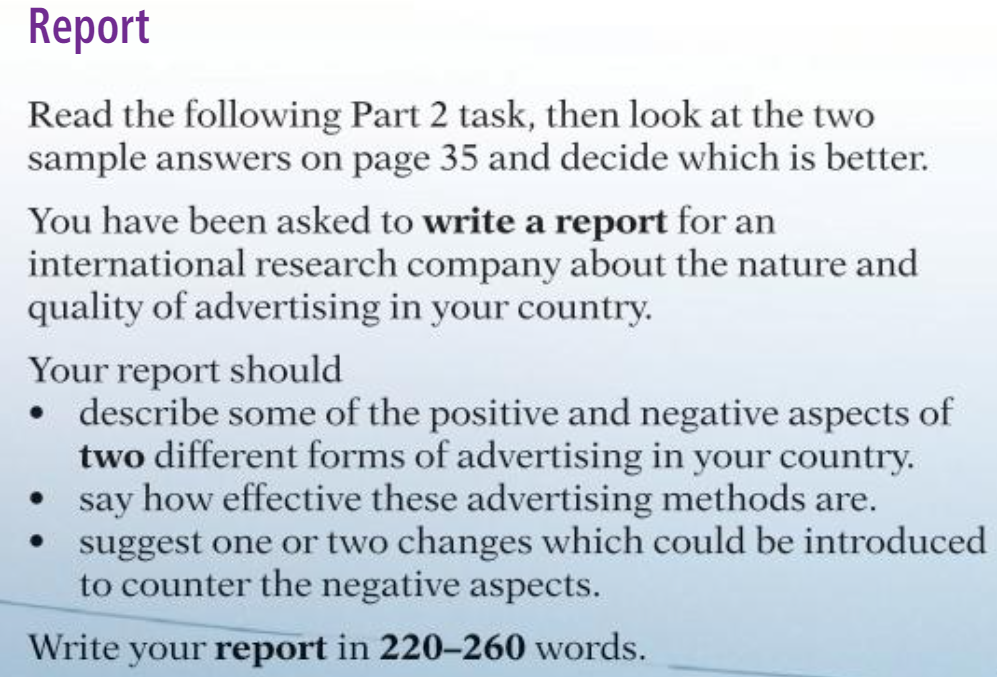 Report
Read the following Part 2 task, then look at the two
sample answers on page 35 and decide which is better.
You have been asked to write a report for an
international research company about the nature and
quality of advertising in your country.
Your report should
• describe some of the positive and negative aspects of
two different forms of advertising in your country.
• say how effective these advertising methods are.
• suggest one or two changes which could be introduced
to counter the negative aspects.
Write your report in 220–260 words.